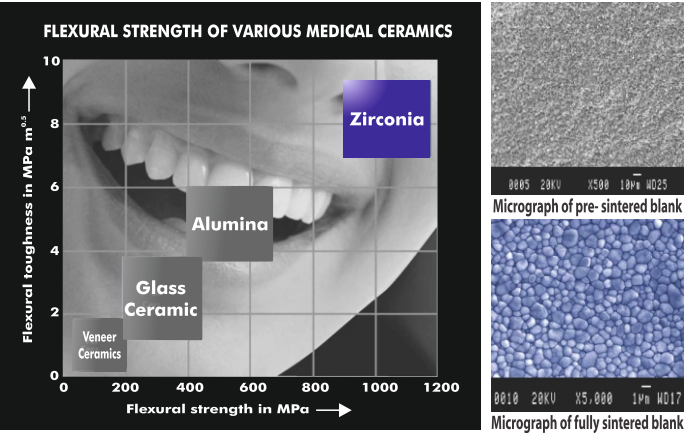 FLEXURAL STRENGTH OF VARIOUS MEDICAL CERAMICS
10
8
6
4
2
0
Flexural toughness in MPa m0.5
Zirconia
Alumina
Glass
Ceramic
Veneer
Ceramics
0 200 400 600 800 1000 1200
Flexural strength in MPa
0005 20KV X500 10µm WD25
Micrograph of pre- sintered blank
0010 20KV X5,000 1µm WD17
Micrograph of fully sintered blank